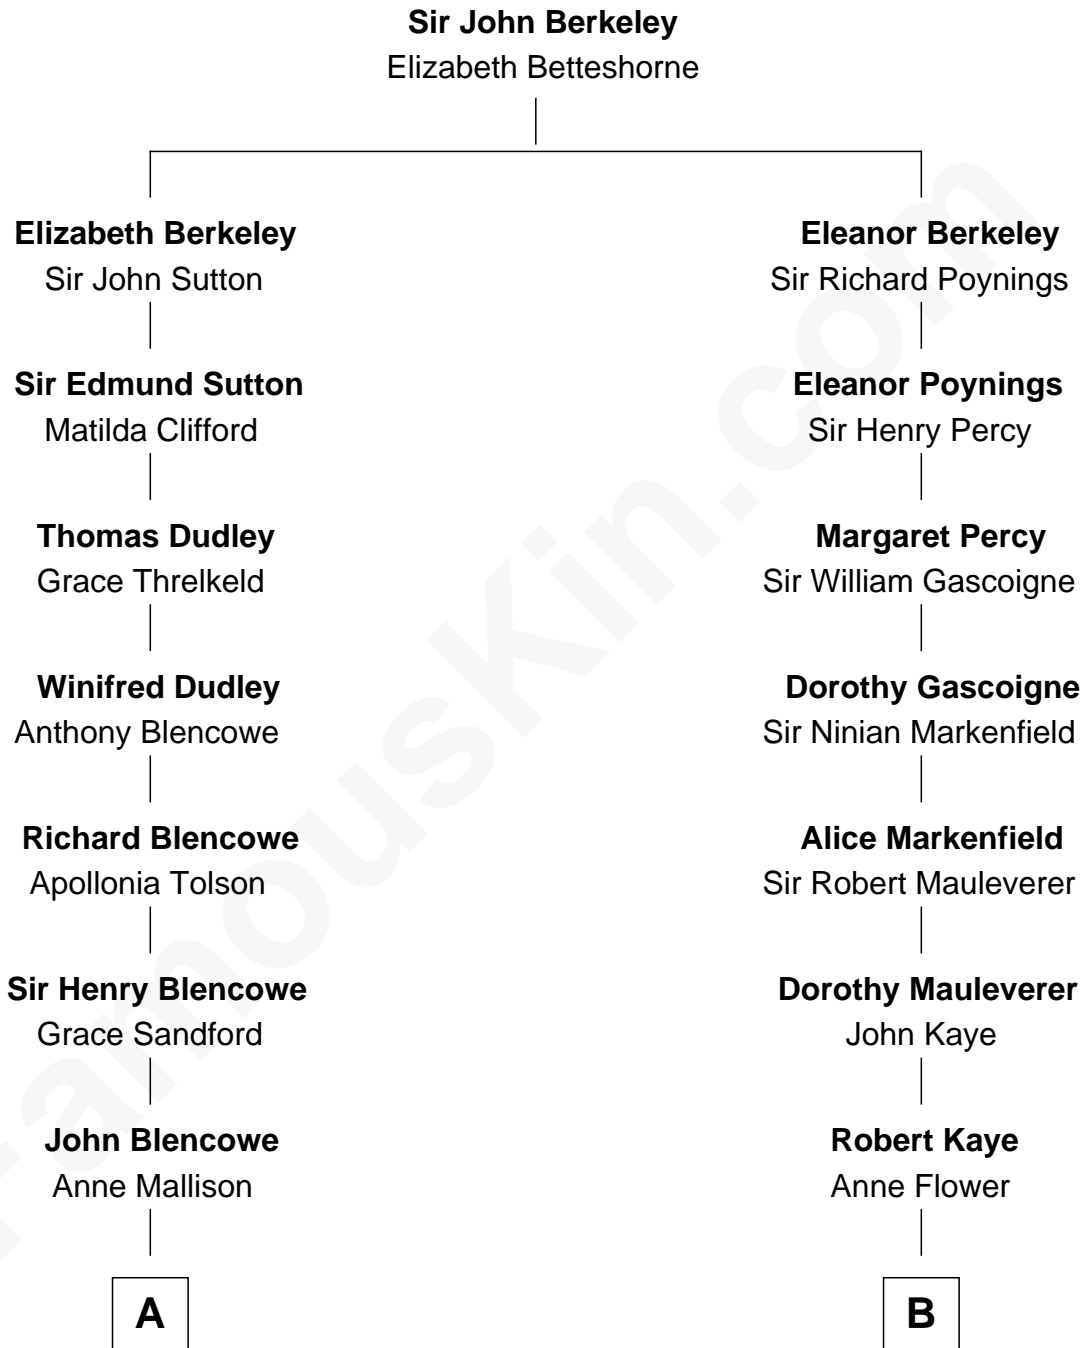 Sir John Berkeley
Elizabeth Betteshorne
Elizabeth Berkeley
Sir John Sutton
Sir Edmund Sutton
Matilda Clifford
Thomas Dudley
Grace Threlkeld
Winifred Dudley
Anthony Blencowe
Richard Blencowe
Apollonia Tolson
Sir Henry Blencowe
Grace Sandford
John Blencowe
Anne Mallison
A
Eleanor Berkeley
Sir Richard Poynings
Eleanor Poynings
Sir Henry Percy
Margaret Percy
Sir William Gascoigne
Dorothy Gascoigne
Sir Ninian Markenfield
Alice Markenfield
Sir Robert Mauleverer
Dorothy Mauleverer
John Kaye
Robert Kaye
Anne Flower
B
FamousKin.com